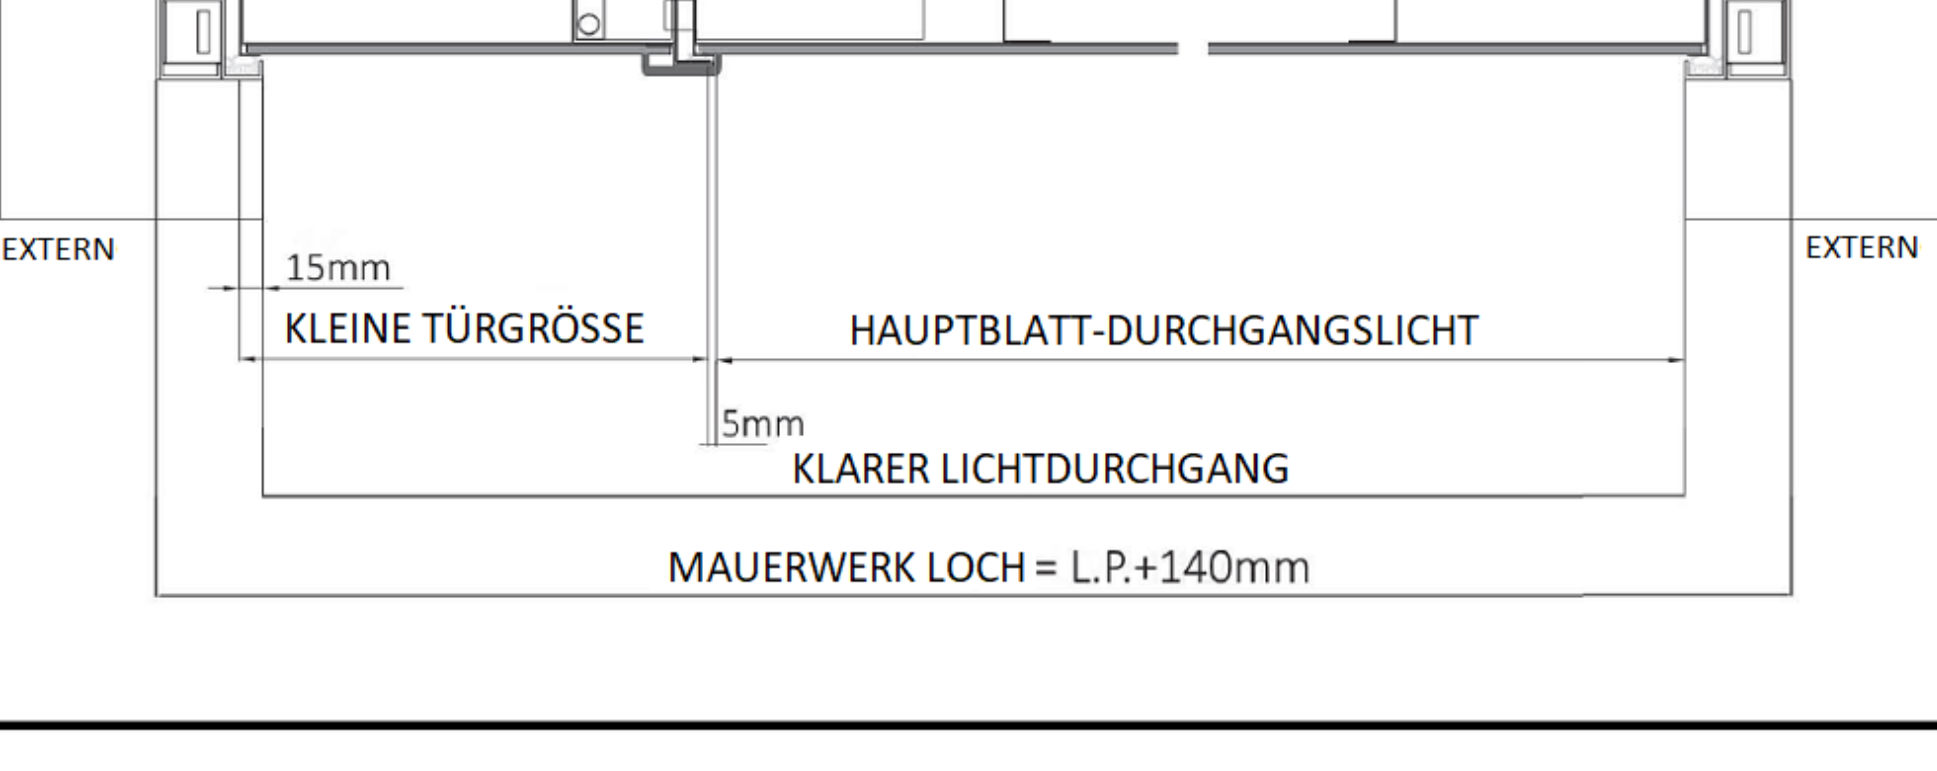 EXTERN
EXTERN
15mm
KLEINE TÜRGRÖSSE
HAUPTBLATT-DURCHGANGSLICHT
5mm
KLARER LICHTDURCHGANG
MAUERWERK LOCH = L.P.+140mm